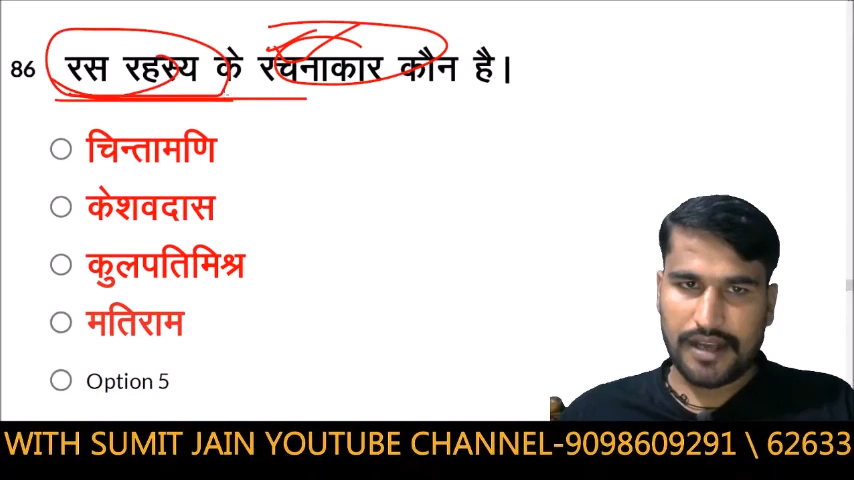 86 रस रहस्य के रचनाकार कौन है।
चिन्तामणि
केशवदास
कुलपतिमिश्र
मतिराम
Option 5
WITH SUMIT JAIN YOUTUBE CHANNEL-9098609291 \ 62633